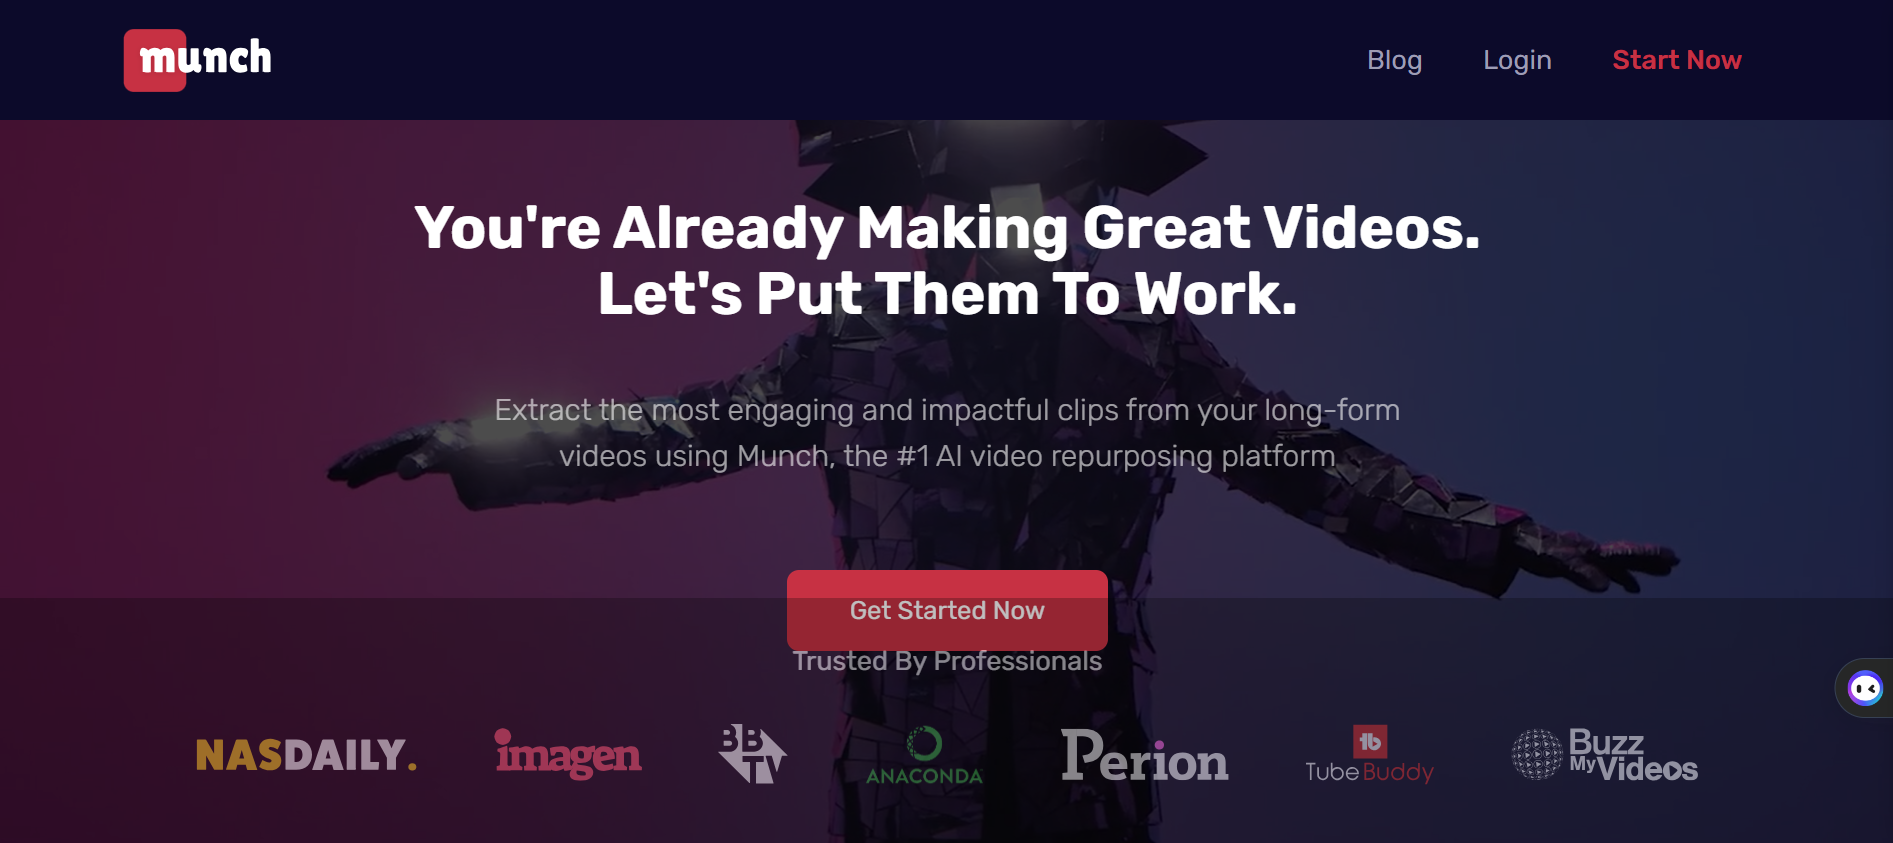 munch
Blog Login Start Now
You're Already Making Great Videos.
Let's Put Them To Work.
Extract the most engaging and impactful clips from your long-form
videos using Munch, the #1 AI video repurposing platform
Get Started Now
Trusted By Professionals
NASDAILY. imagen BBTV ANACONDA Perion tb TubeBuddy Buzz My Videos